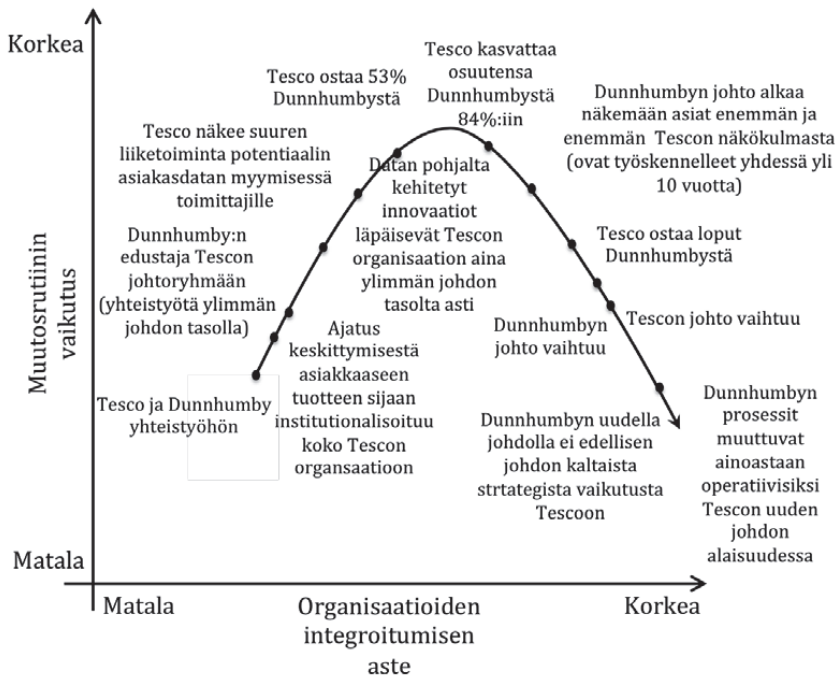 Korkea
Tesco ostaa 53%
Dunnhumbystä
Tesco kasvattaa
osuutensa
Dunnhumbystä
84%:iin
Dunnhumbyn johto alkaa
näkemään asiat enemmän ja
enemmän Tescon näkökulmasta
(ovat työskennelleet yhdessä yli
10 vuotta)
Tesco näkee suuren
liiketoiminta potentiaalin
asiakasdatan myymisessä
toimittajille
Datan pohjalta
kehitetyt
innovaatiot
läpäisevät Tescon
organisaation aina
ylimmän johdon
tasolta asti
Dunnhumby:n
edustaja Tescon
johtoryhmään
(yhteistyötä ylimmän
johdon tasolla)
Tesco ostaa loput
Dunnhumbystä
Muutosrutiinin
vaikutus
Ajatus
keskittymisestä
asiakkaaseen
tuotteen sijaan
institutionalisoituu
koko Tescon
organsaatioon
Dunnhumbyn
johto vaihtuu
Tescon johto vaihtuu
Tesco ja Dunnhumby
yhteistyöhön
Dunnhumbyn uudella
johdolla ei edellisen
johdon kaltaista
strtategista vaikutusta
Tescoon
Dunnhumbyn
prosessit
muuttuvat
ainoastaan
operatiivisiksi
Tescon uuden
johdon
alaisuudessa
Matala
Matala
Organisaatioiden
integroitumisen
aste
Korkea